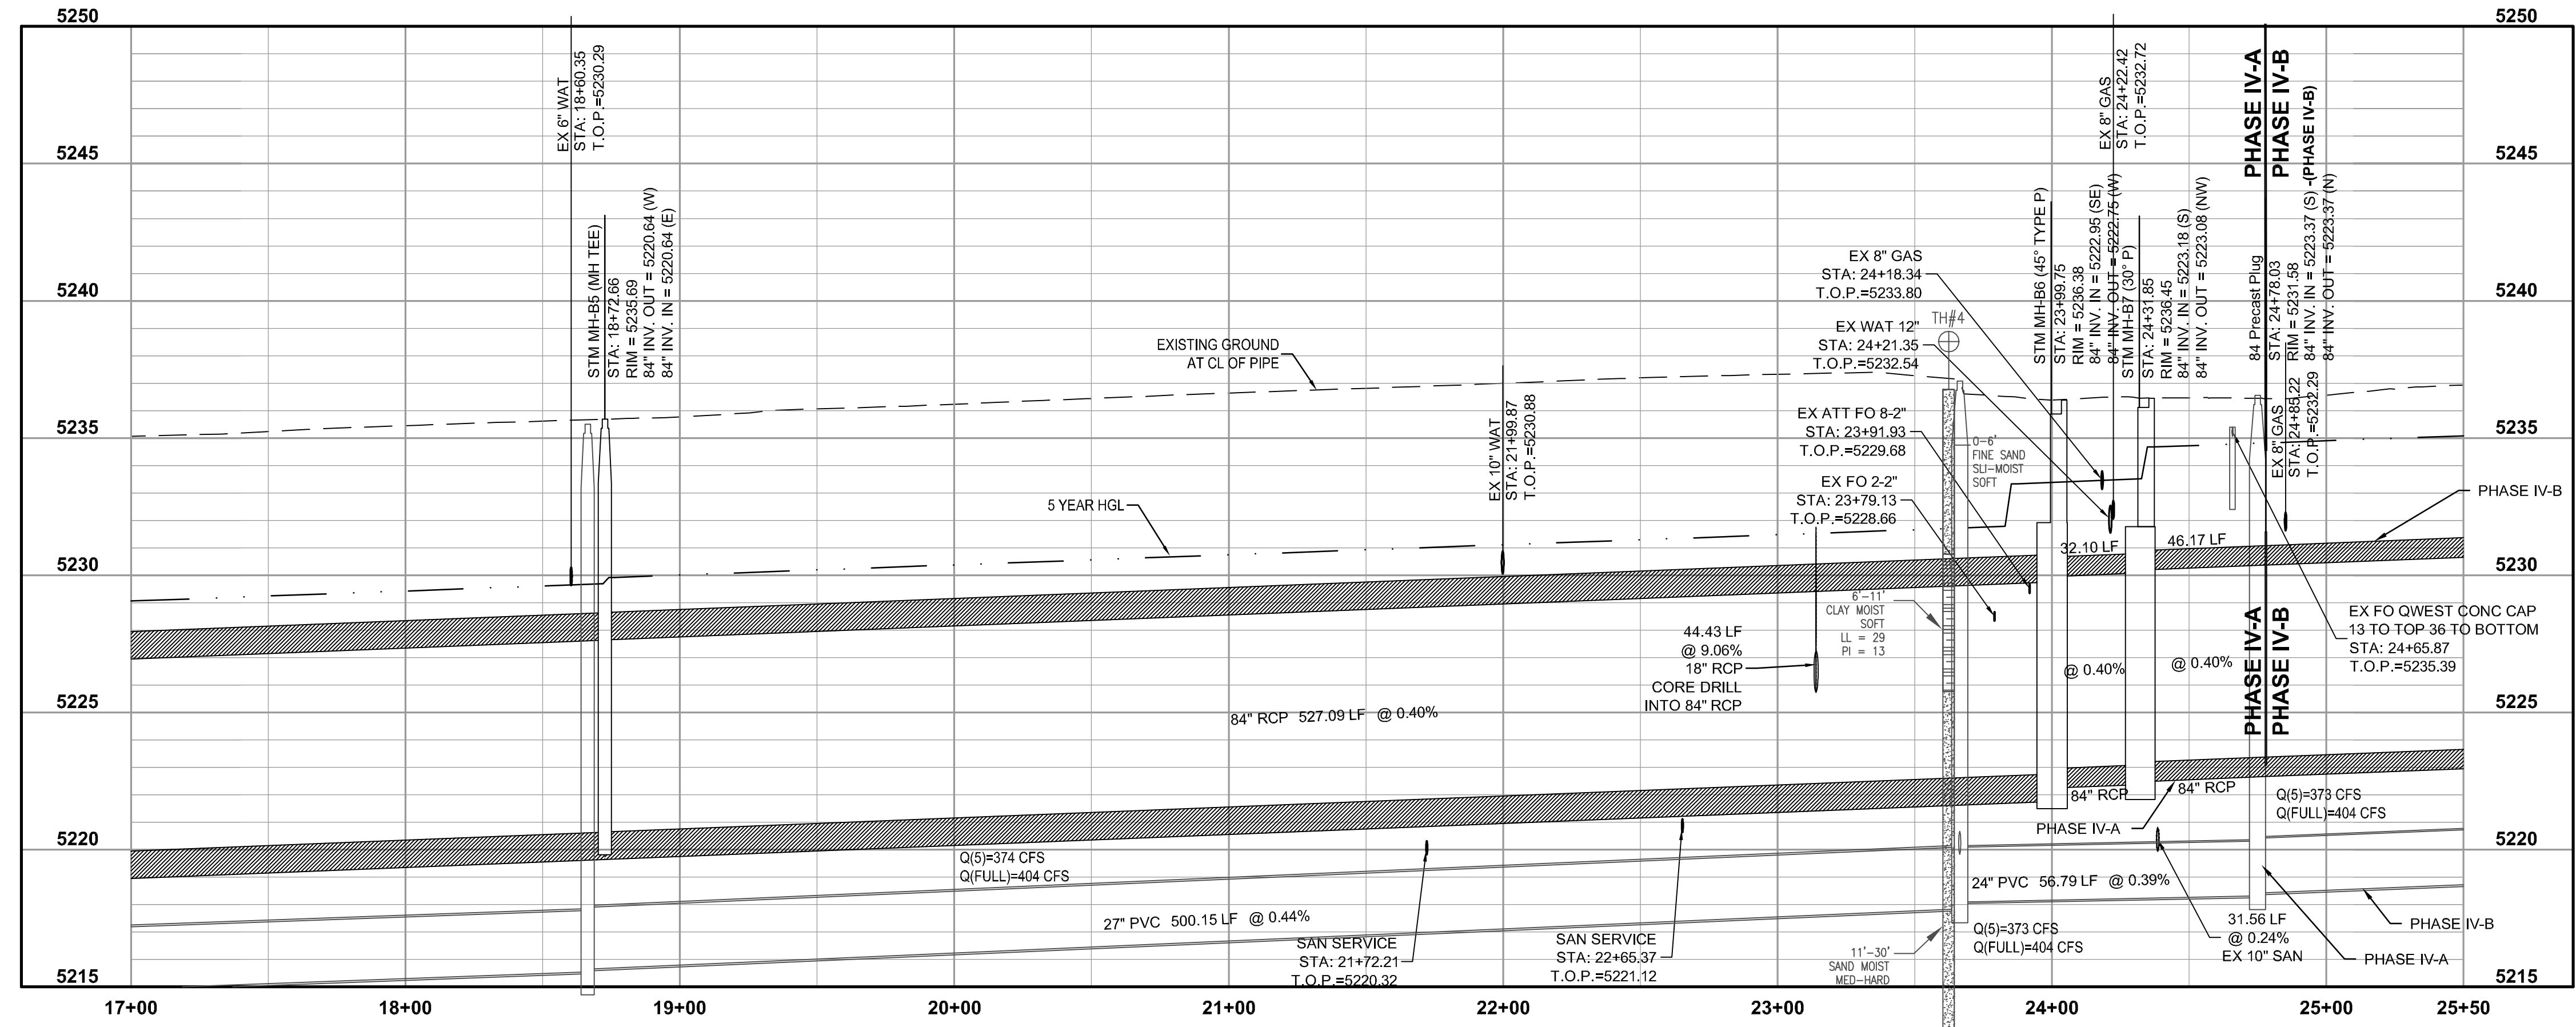 5250
5250
5245
5245
5240
5240
5235
5235
5230
5230
5225
5225
5220
5220
5215
5215
EX 6" WAT
STA: 18+60.35
T.O.P=5230.29
STM MH-B5 (MH TEE)
STA: 18+72.66
RIM = 5235.69
84" INV. OUT = 5220.64 (W)
84" INV. IN = 5220.64 (E)
EXISTING GROUND
AT CL OF PIPE
5 YEAR HGL
EX 10" WAT
STA: 21+99.87
T.O.P.=5230.88
EX 8" GAS
STA: 24+18.34
T.O.P.=5233.80
EX WAT 12"
STA: 24+21.35
T.O.P.=5232.54
EX ATT FO 8-2"
STA: 23+91.93
T.O.P.=5229.68
EX FO 2-2"
STA: 23+79.13
T.O.P.=5228.66
TH#4
0-6'
FINE SAND
SLI-MOIST
SOFT
6'-11'
CLAY MOIST
SOFT
LL = 29
PI = 13
11'-30'
SAND MOIST
MED-HARD
STM MH-B6 (45° TYPE P)
STA: 23+99.75
RIM = 5236.38
84" INV. IN = 5222.95 (SE)
84" INV. OUT = 5222.75 (W)
STM MH-B7 (30° P)
STA: 24+31.85
RIM = 5236.45
84" INV. IN = 5223.18 (S)
84" INV. OUT = 5223.08 (NW)
EX 8" GAS
STA: 24+22.42
T.O.P.=5232.72
PHASE IV-A
PHASE IV-B
84 Precast Plug
STA: 24+78.03
RIM = 5231.58
84" INV. IN = 5223.37 (S) -(PHASE IV-B)
84" INV. OUT = 5223.37 (N)
EX 8" GAS
STA: 24+85.22
T.O.P.=5232.29
PHASE IV-B
32.10 LF
46.17 LF
@ 0.40%
@ 0.40%
EX FO QWEST CONC CAP
13 TO TOP 36 TO BOTTOM
STA: 24+65.87
T.O.P.=5235.39
PHASE IV-A
PHASE IV-B
44.43 LF
@ 9.06%
18" RCP
CORE DRILL
INTO 84" RCP
84" RCP 527.09 LF @ 0.40%
84" RCP
84" RCP
PHASE IV-A
Q(5)=373 CFS
Q(FULL)=404 CFS
Q(5)=374 CFS
Q(FULL)=404 CFS
27" PVC 500.15 LF @ 0.44%
24" PVC 56.79 LF @ 0.39%
Q(5)=373 CFS
Q(FULL)=404 CFS
SAN SERVICE
STA: 21+72.21
T.O.P.=5220.32
SAN SERVICE
STA: 22+65.37
T.O.P.=5221.12
31.56 LF
@ 0.24%
EX 10" SAN
PHASE IV-B
PHASE IV-A
17+00
18+00
19+00
20+00
21+00
22+00
23+00
24+00
25+00
25+50